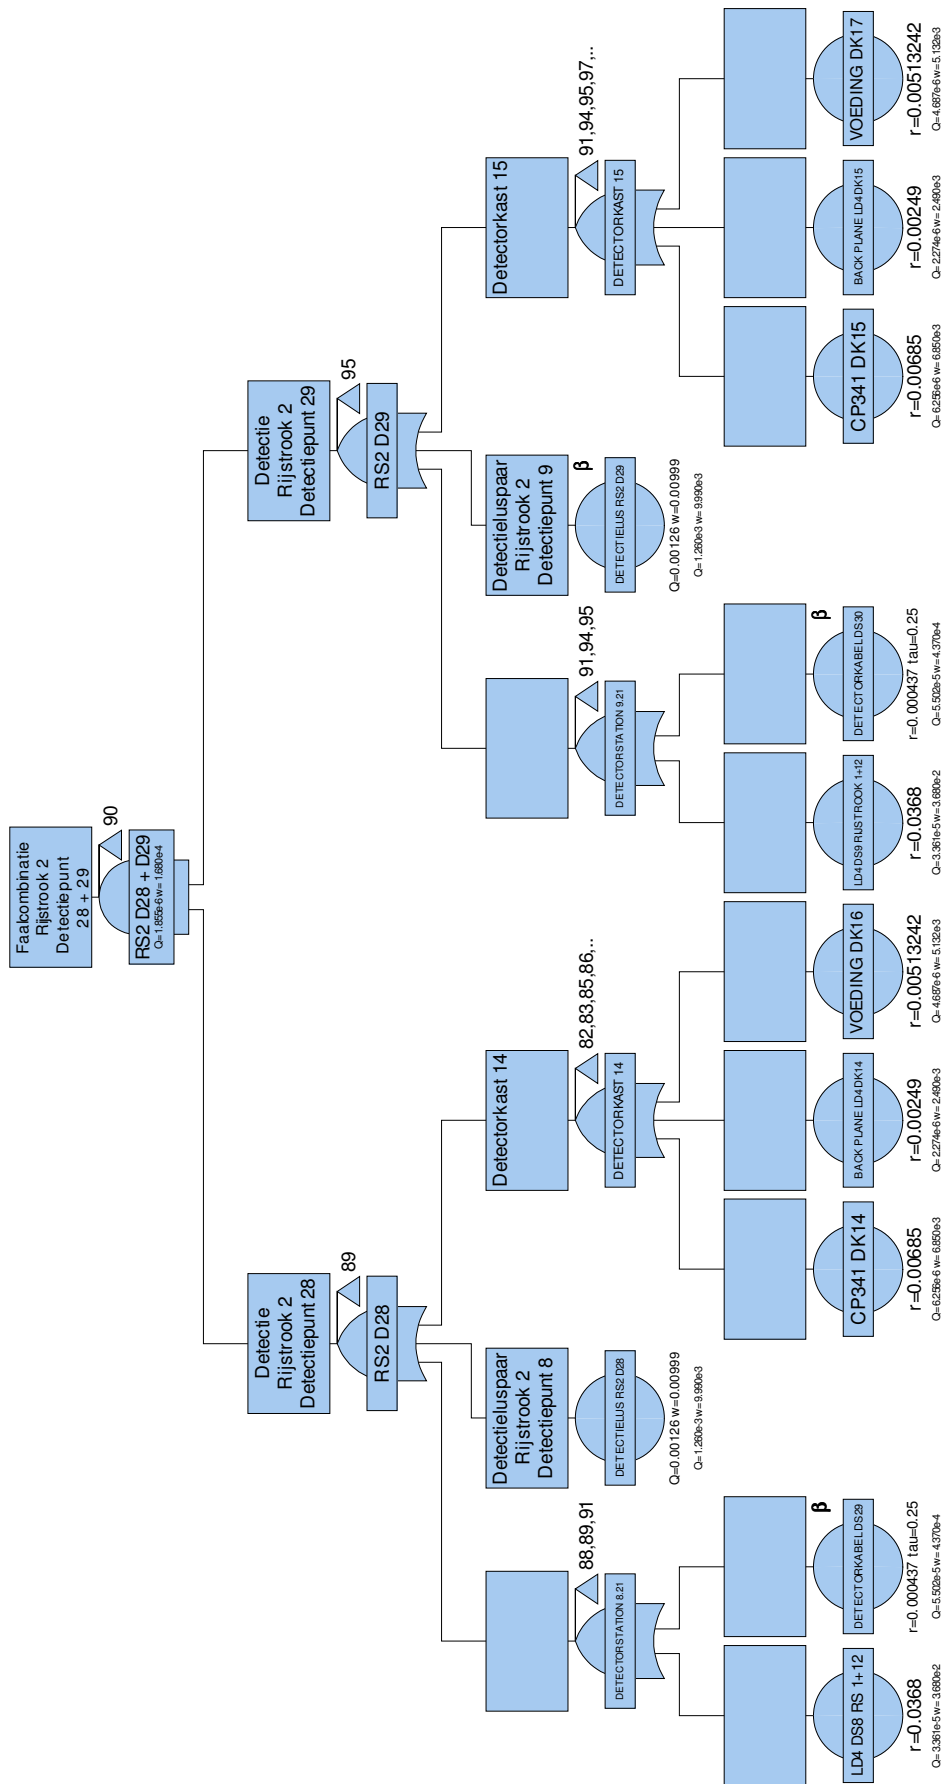 Faalcombinatie
Rijstrook 2
Detectiepunt
28 + 29
90
RS2 D28 + D29
Q=1.855e-6 w=1.680e-4
Detectie
Rijstrook 2
Detectiepunt 28
89
RS2 D28
Detectie
Rijstrook 2
Detectiepunt 29
95
RS2 D29
88,89,91
DETECTORSTATION 8.21
Detectieluspaar
Rijstrook 2
Detectiepunt 8
DETECTIELUS RS2 D28
Q=0.00126 w=0.00999
Q=1.260e-3 w=9.990e-3
Detectorkast 14
82,83,85,86,..
DETECTORKAST 14
91,94,95
DETECTORSTATION 9.21
Detectieluspaar
Rijstrook 2
Detectiepunt 9
β
DETECTIELUS RS2 D29
Q=0.00126 w=0.00999
Q=1.260e-3 w=9.990e-3
Detectorkast 15
91,94,95,97,..
DETECTORKAST 15
LD4 DS8 RS 1+12
r=0.0368
Q=3.361e-5 w=3.680e-2
β
DETECTORKABEL DS29
r=0.000437 tau=0.25
Q=5.502e-5 w=4.370e-4
CP341 DK14
r=0.00685
Q=6.256e-6 w=6.850e-3
BACK PLANE LD4 DK14
r=0.00249
Q=2.274e-6 w=2.490e-3
VOEDING DK16
r=0.00513242
Q=4.687e-6 w=5.132e-3
LD4 DS9 RIJSTROOK 1+12
r=0.0368
Q=3.361e-5 w=3.680e-2
β
DETECTORKABEL DS30
r=0.000437 tau=0.25
Q=5.502e-5 w=4.370e-4
CP341 DK15
r=0.00685
Q=6.256e-6 w=6.850e-3
BACK PLANE LD4 DK15
r=0.00249
Q=2.274e-6 w=2.490e-3
VOEDING DK17
r=0.00513242
Q=4.687e-6 w=5.132e-3